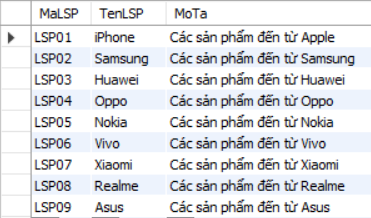 MaLSP TenLSP MoTa
LSP01 iPhone Các sản phẩm đến từ Apple
LSP02 Samsung Các sản phẩm đến từ Samsung
LSP03 Huawei Các sản phẩm đến từ Huawei
LSP04 Oppo Các sản phẩm đến từ Oppo
LSP05 Nokia Các sản phẩm đến từ Nokia
LSP06 Vivo Các sản phẩm đến từ Vivo
LSP07 Xiaomi Các sản phẩm đến từ Xiaomi
LSP08 Realme Các sản phẩm đến từ Realme
LSP09 Asus Các sản phẩm đến từ Asus